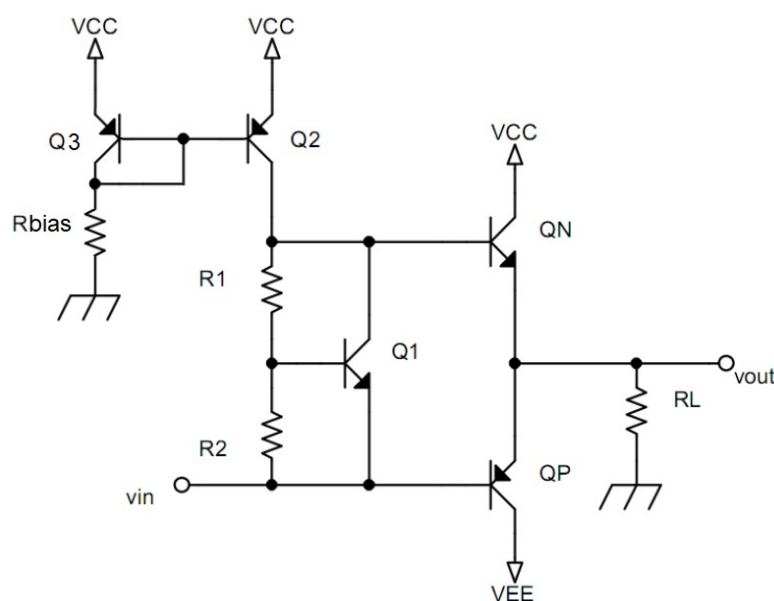 VCC
VCC
Q3
Q2
VCC
Rbias
QN
R1
Q1
vout
RL
R2
QP
vin
VEE